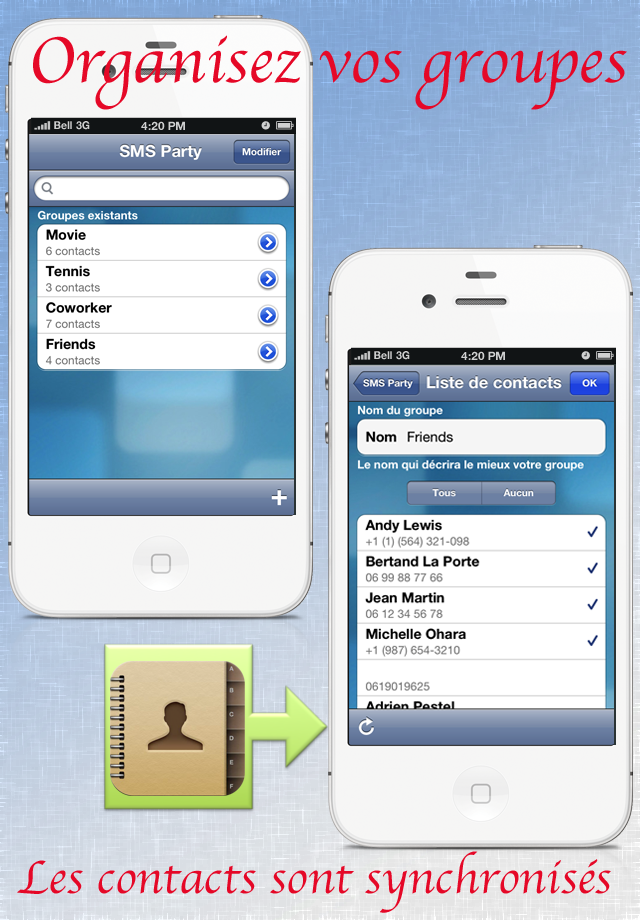 Organisez vos groupes
Bell 3G 4:20 PM
SMS Party Modifier
Groupes existants
Movie
6 contacts
Tennis
3 contacts
Coworker
7 contacts
Friends
4 contacts
+
Bell 3G 4:20 PM
SMS Party Liste de contacts OK
Nom du groupe
Nom Friends
Le nom qui décrira le mieux votre groupe
Tous Aucun
Andy Lewis
+1 (1) (564) 321-098
Bertand La Porte
06 99 88 77 66
Jean Martin
06 12 34 56 78
Michelle Ohara
+1 (987) 654-3210
0619019625
Adrien Pestel
A
B
C
D
E
F
Les contacts sont synchronisés